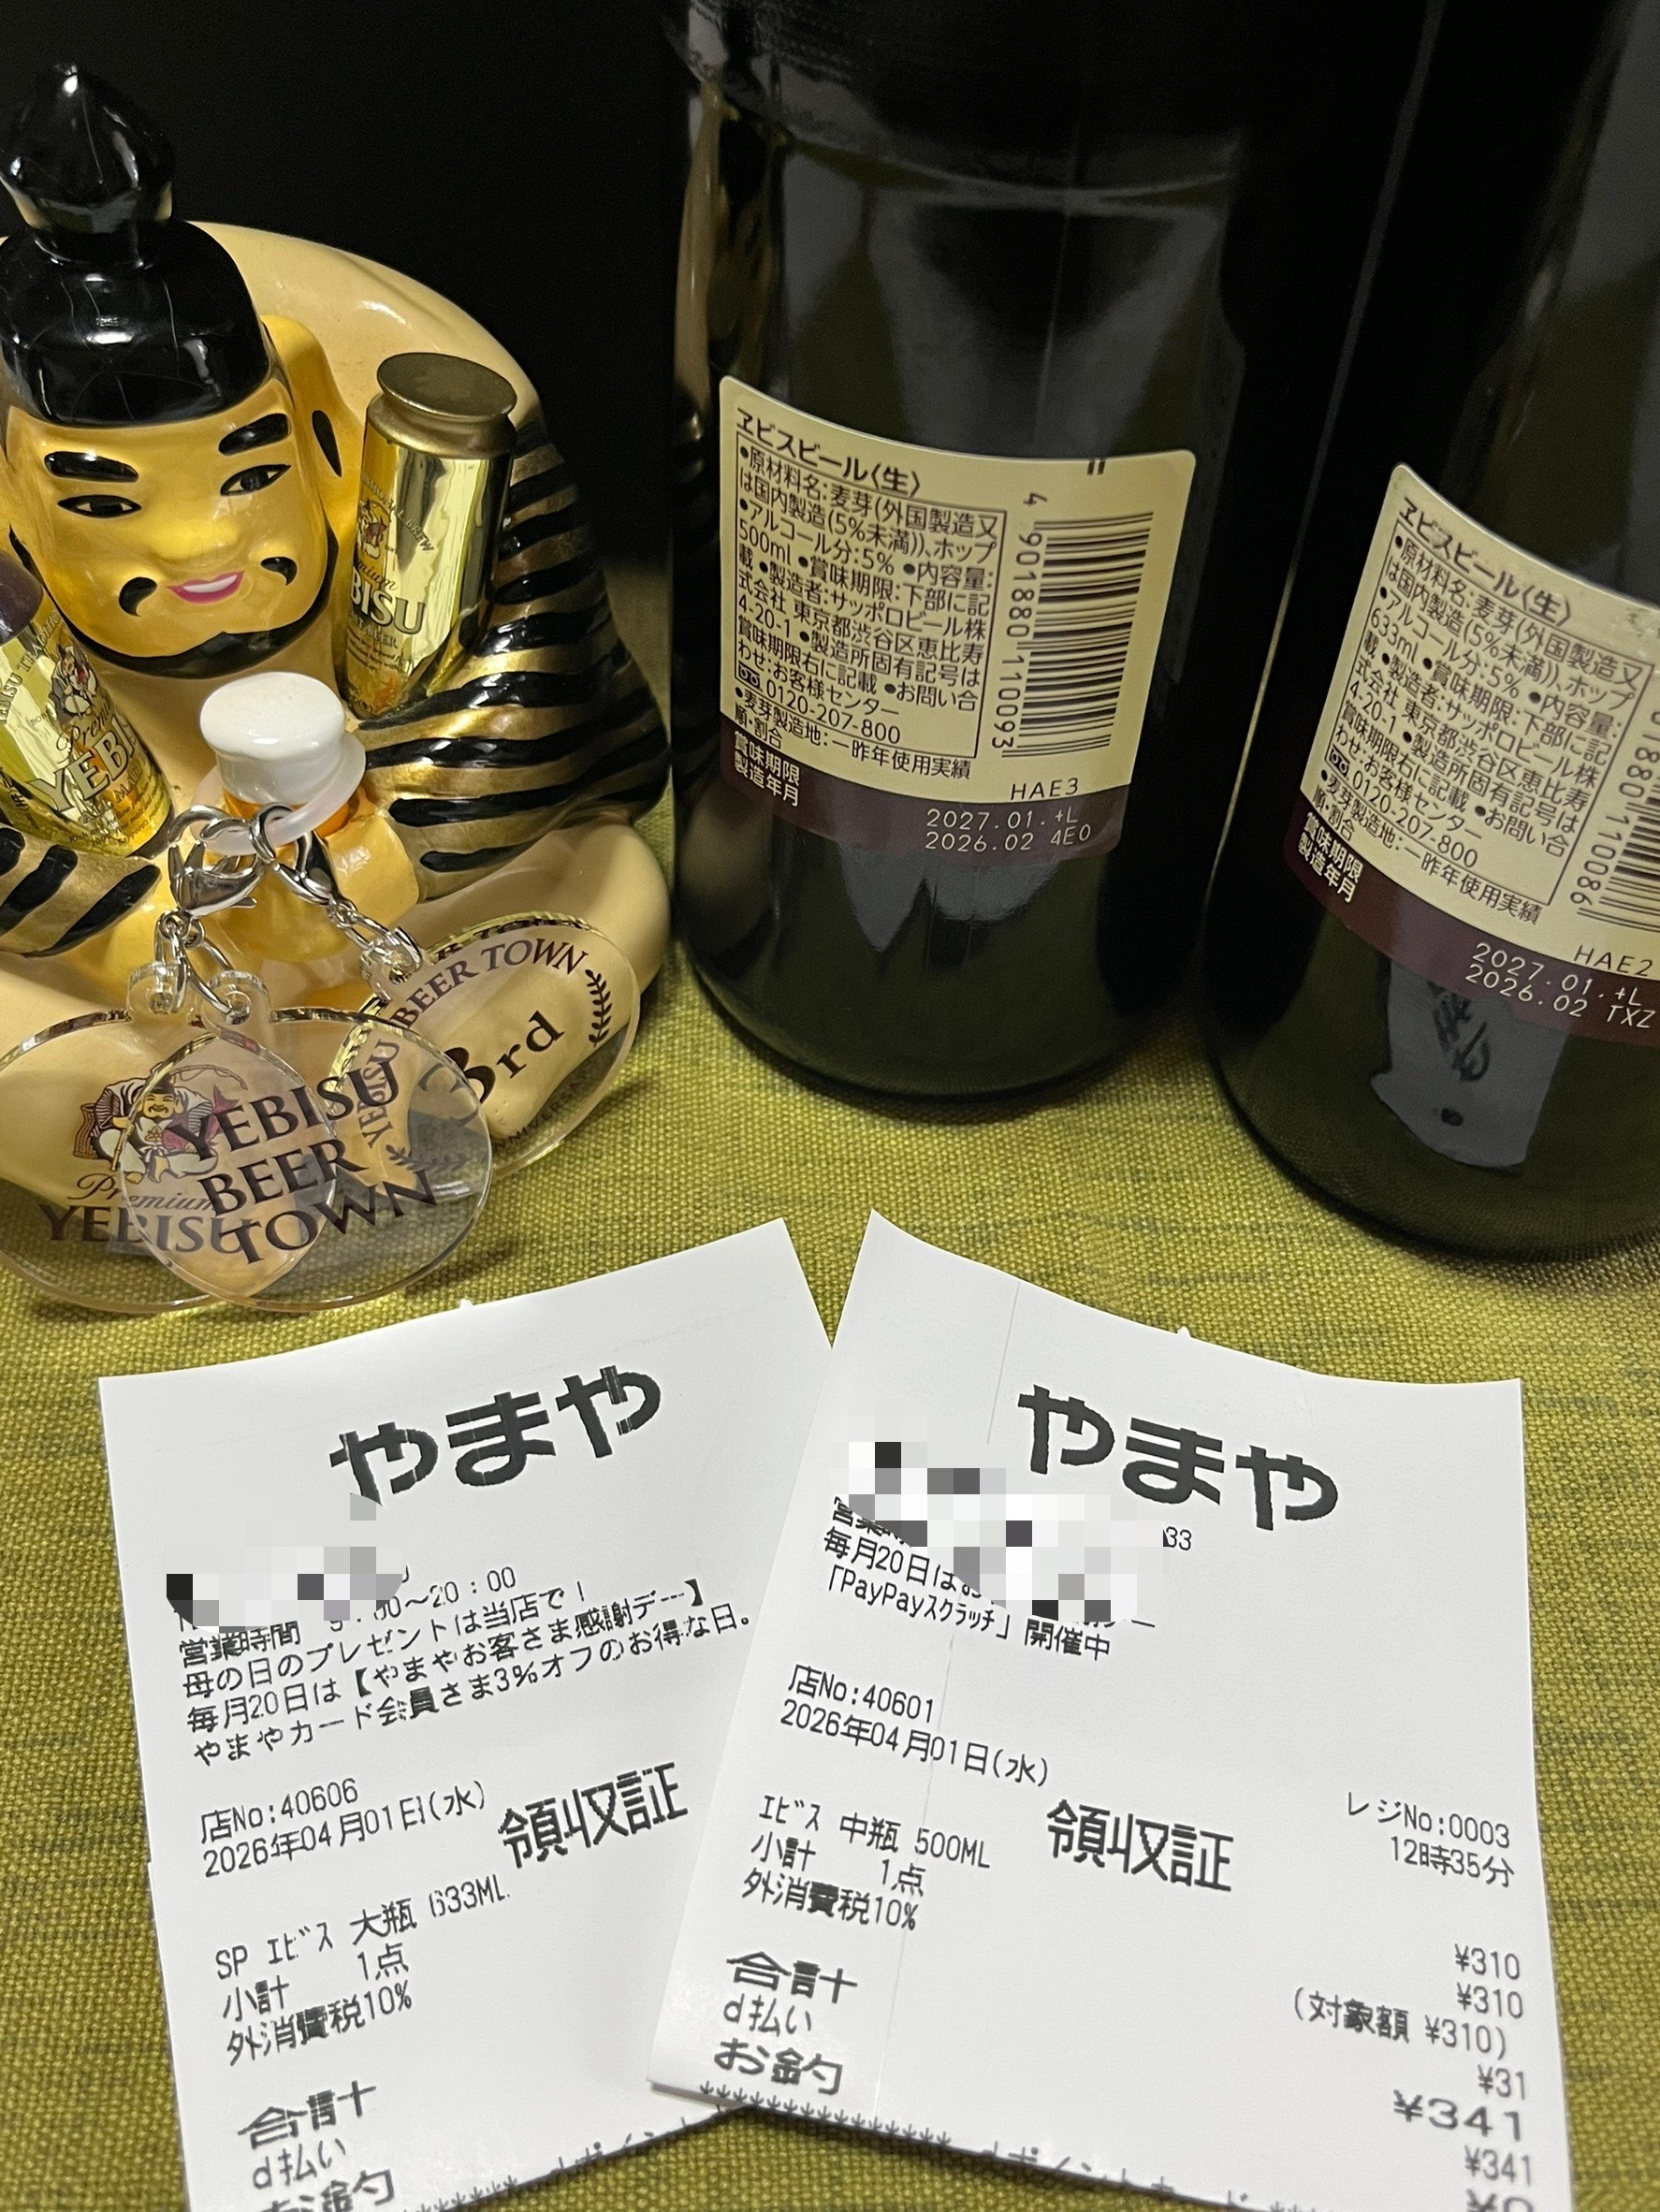 Premium
YEBISU
YEBISU
BEER
TOWN
BEER TOWN
3rd
YEBISU
ヱビスビール〈生〉
●原材料名:麦芽(外国製造又
は国内製造(5%未満))、ホップ
●アルコール分:5% ●内容量:
500ml ●賞味期限:下部に記
載 ●製造者:サッポロビール株
式会社 東京都渋谷区恵比寿
4-20-1 ●製造所固有記号は
賞味期限右に記載 ●お問い合
わせ:お客様センター
0120-207-800
●麦芽製造地:一昨年使用実績
順・割合
賞味期限
製造年月
4 901880 110093
HAE3
2027.01.+L
2026.02 4E0
ヱビスビール〈生〉
●原材料名:麦芽(外国製造又
は国内製造(5%未満))、ホップ
●アルコール分:5% ●内容量:
633ml ●賞味期限:下部に記
載 ●製造者:サッポロビール株
式会社 東京都渋谷区恵比寿
4-20-1 ●製造所固有記号は
賞味期限右に記載 ●お問い合
わせ:お客様センター
0120-207-800
●麦芽製造地:一昨年使用実績
順・割合
賞味期限
製造年月
110086
HAE2
2027.01.+L
2026.02 TXZ
やまや
営業時間 9:00~20:00
母の日のプレゼントは当店で!
毎月20日は【やまやお客さま感謝デー】
やまやカード会員さま3%オフのお得な日。
店No:40606
2026年04月01日(水)
領収証
SP ヱビス 大瓶 633ML
小計 1点
外消費税10%
合計
d払い
お釣
やまや
33
毎月20日は
「PayPayスクラッチ」開催中
店No:40601
2026年04月01日(水)
レジNo:0003
12時35分
領収証
ヱビス 中瓶 500ML ¥310
小計 1点 ¥310
外消費税10% (対象額 ¥310)
¥31
合計 ¥341
d払い ¥341
お釣 ¥0